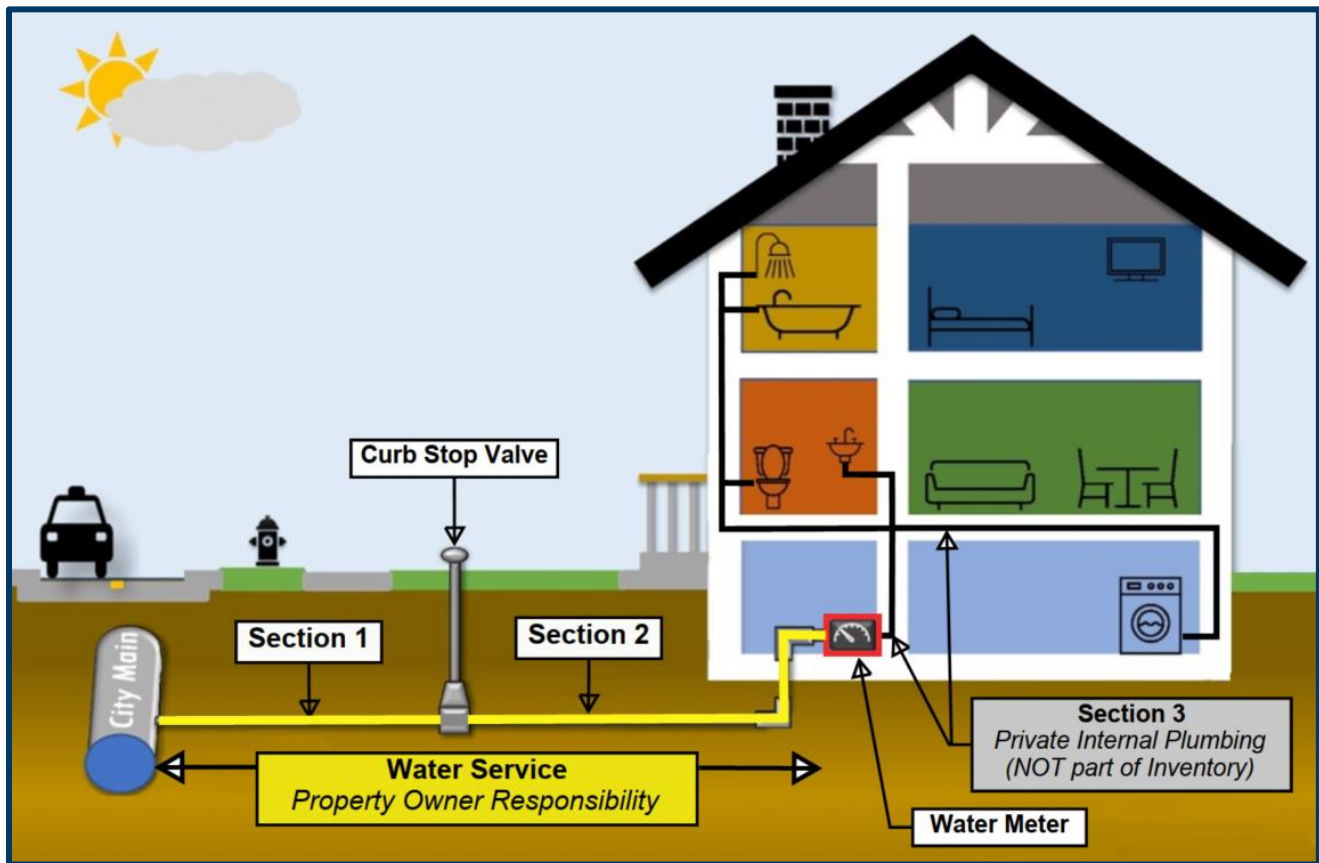 Curb Stop Valve
Section 1
Section 2
City Main
Water Service
Property Owner Responsibility
Section 3
Private Internal Plumbing
(NOT part of Inventory)
Water Meter